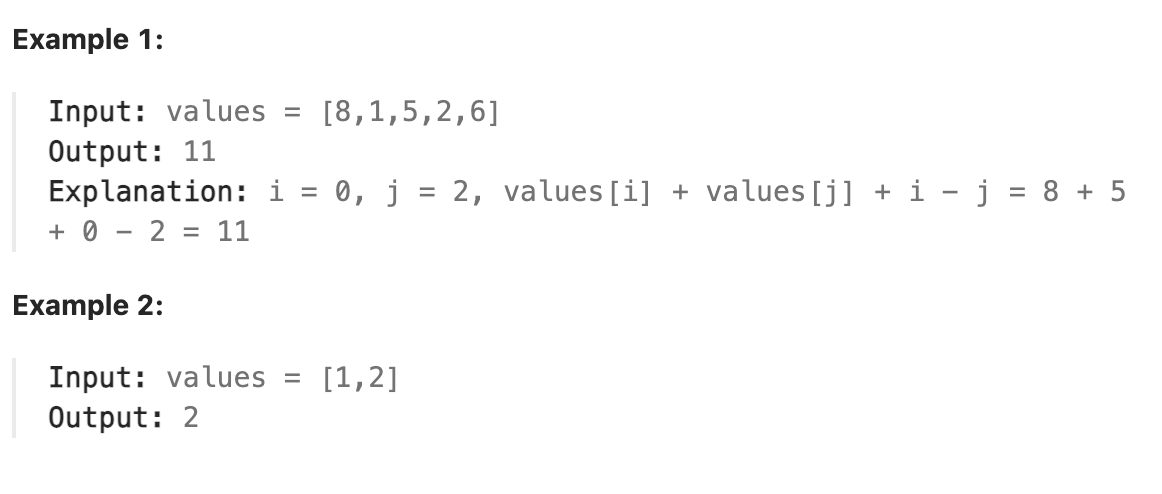 Example 1:
Input: values = [8,1,5,2,6]
Output: 11
Explanation: i = 0, j = 2, values[i] + values[j] + i − j = 8 + 5
+ 0 − 2 = 11
Example 2:
Input: values = [1,2]
Output: 2